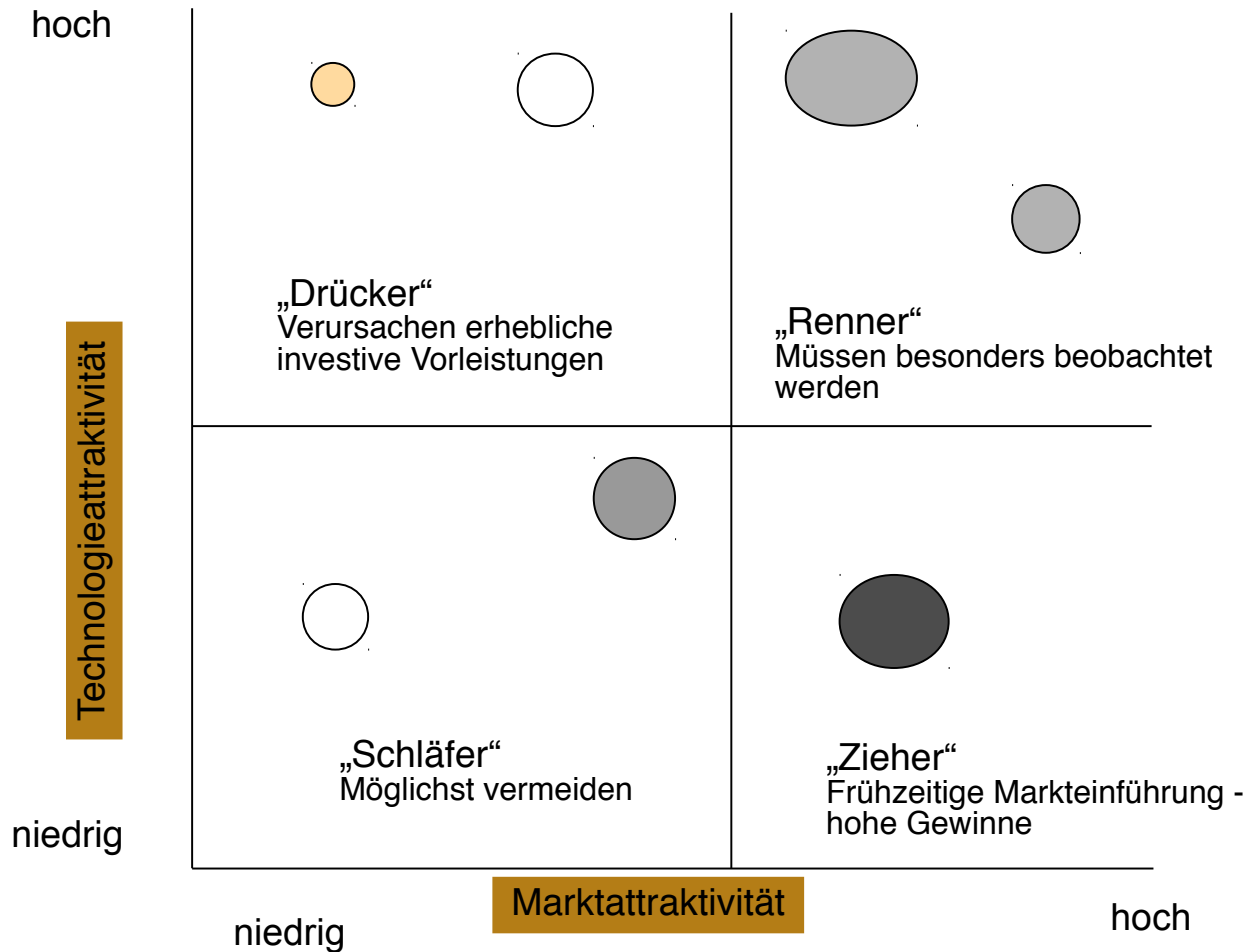 hoch
„Drücker“
Verursachen erhebliche
investive Vorleistungen
„Renner“
Müssen besonders beobachtet
werden
Technologieattraktivität
„Schläfer“
Möglichst vermeiden
„Zieher“
Frühzeitige Markteinführung -
hohe Gewinne
niedrig
Marktattraktivität
niedrig
hoch